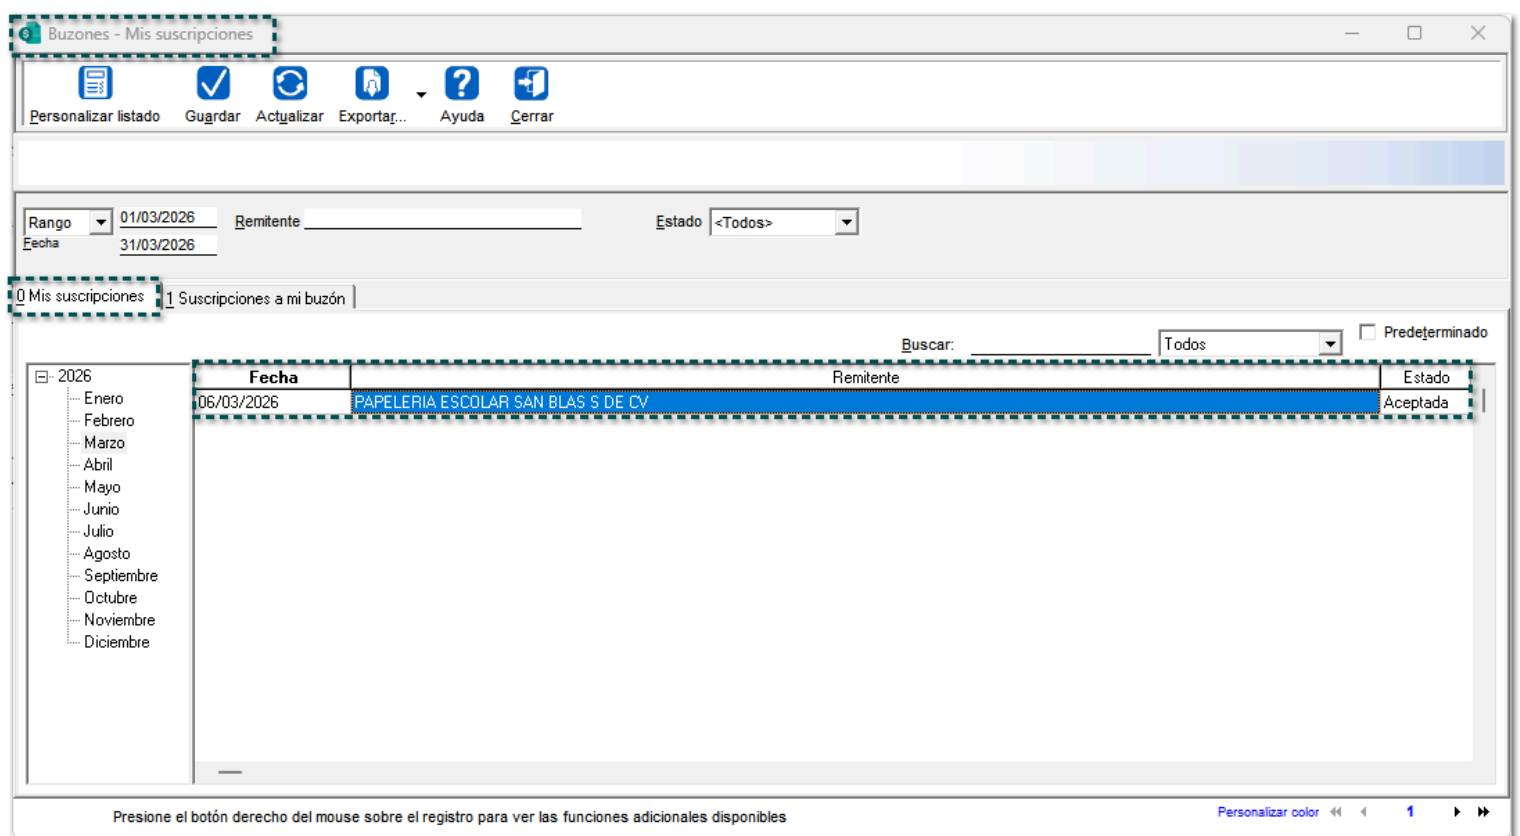 Buzones - Mis suscripciones
Personalizar listado Guardar Actualizar Exportar... Ayuda Cerrar
Rango 01/03/2026 Remitente Estado <Todos>
Fecha 31/03/2026
0 Mis suscripciones 1 Suscripciones a mi buzón
Buscar: Todos Predeterminado
2026
Enero
Febrero
Marzo
Abril
Mayo
Junio
Julio
Agosto
Septiembre
Octubre
Noviembre
Diciembre
Fecha Remitente Estado
06/03/2026 PAPELERIA ESCOLAR SAN BLAS S DE CV Aceptada
Presione el botón derecho del mouse sobre el registro para ver las funciones adicionales disponibles
Personalizar color 1